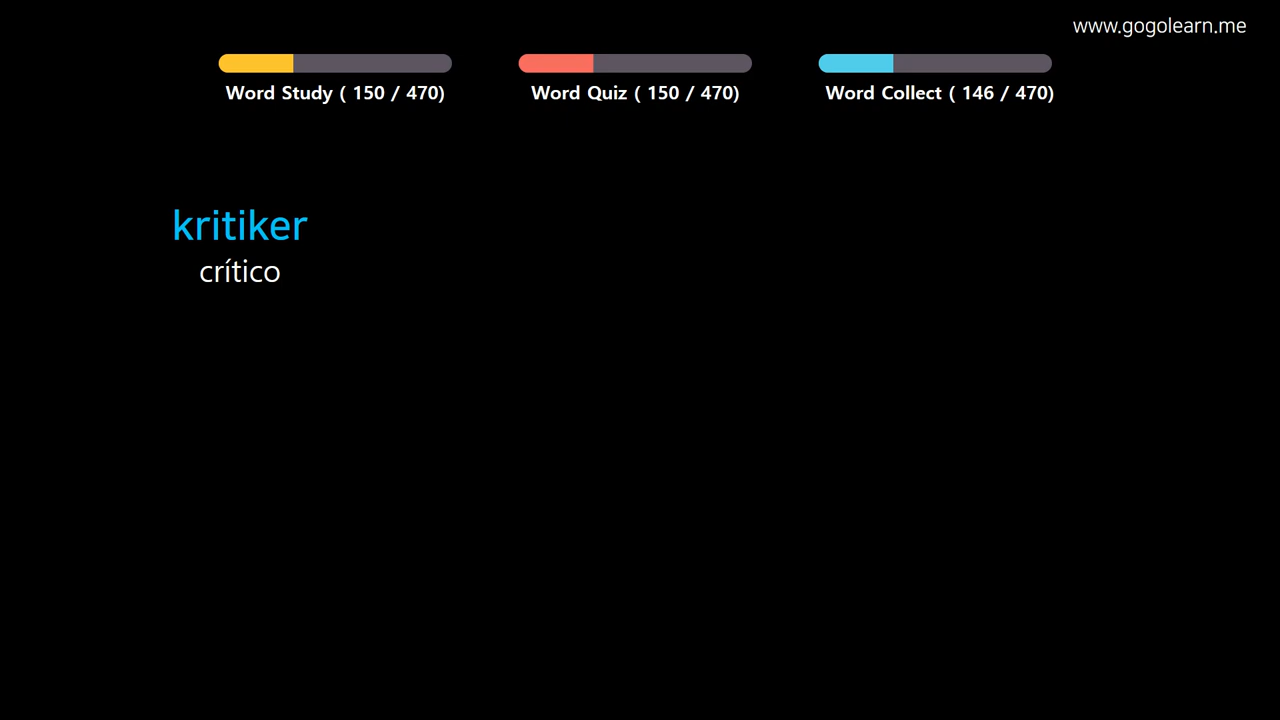 www.gogolearn.me
Word Study ( 150 / 470)
Word Quiz ( 150 / 470)
Word Collect ( 146 / 470)
kritiker
crítico